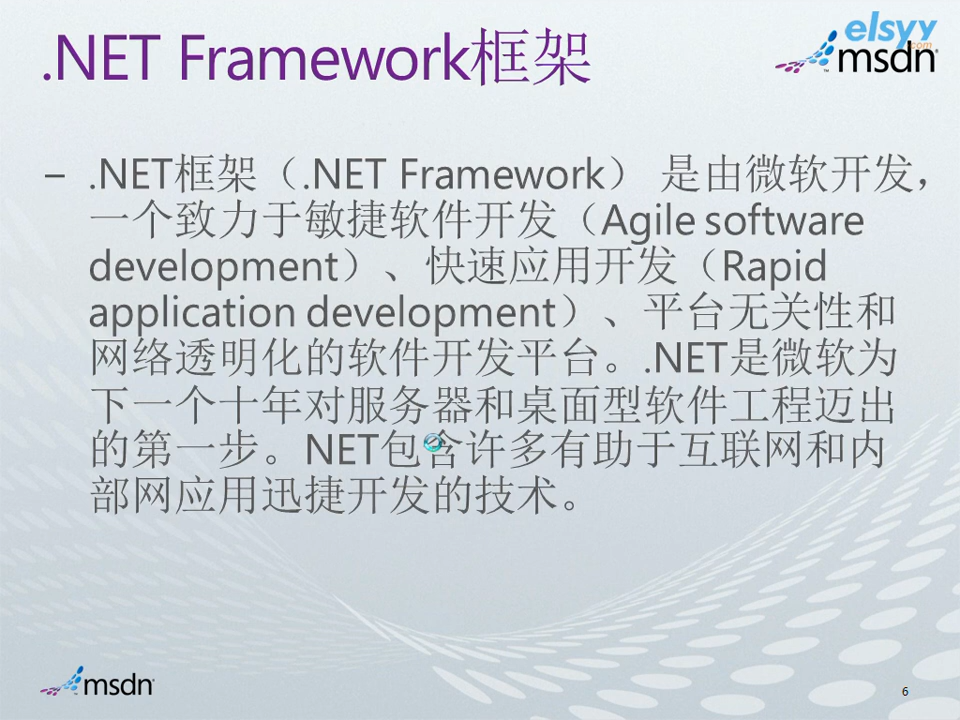 .NET Framework框架
elsyy
.com
msdn
– .NET框架（.NET Framework） 是由微软开发，
一个致力于敏捷软件开发（Agile software
development）、快速应用开发（Rapid
application development）、平台无关性和
网络透明化的软件开发平台。.NET是微软为
下一个十年对服务器和桌面型软件工程迈出
的第一步。NET包含许多有助于互联网和内
部网应用迅捷开发的技术。
msdn
6